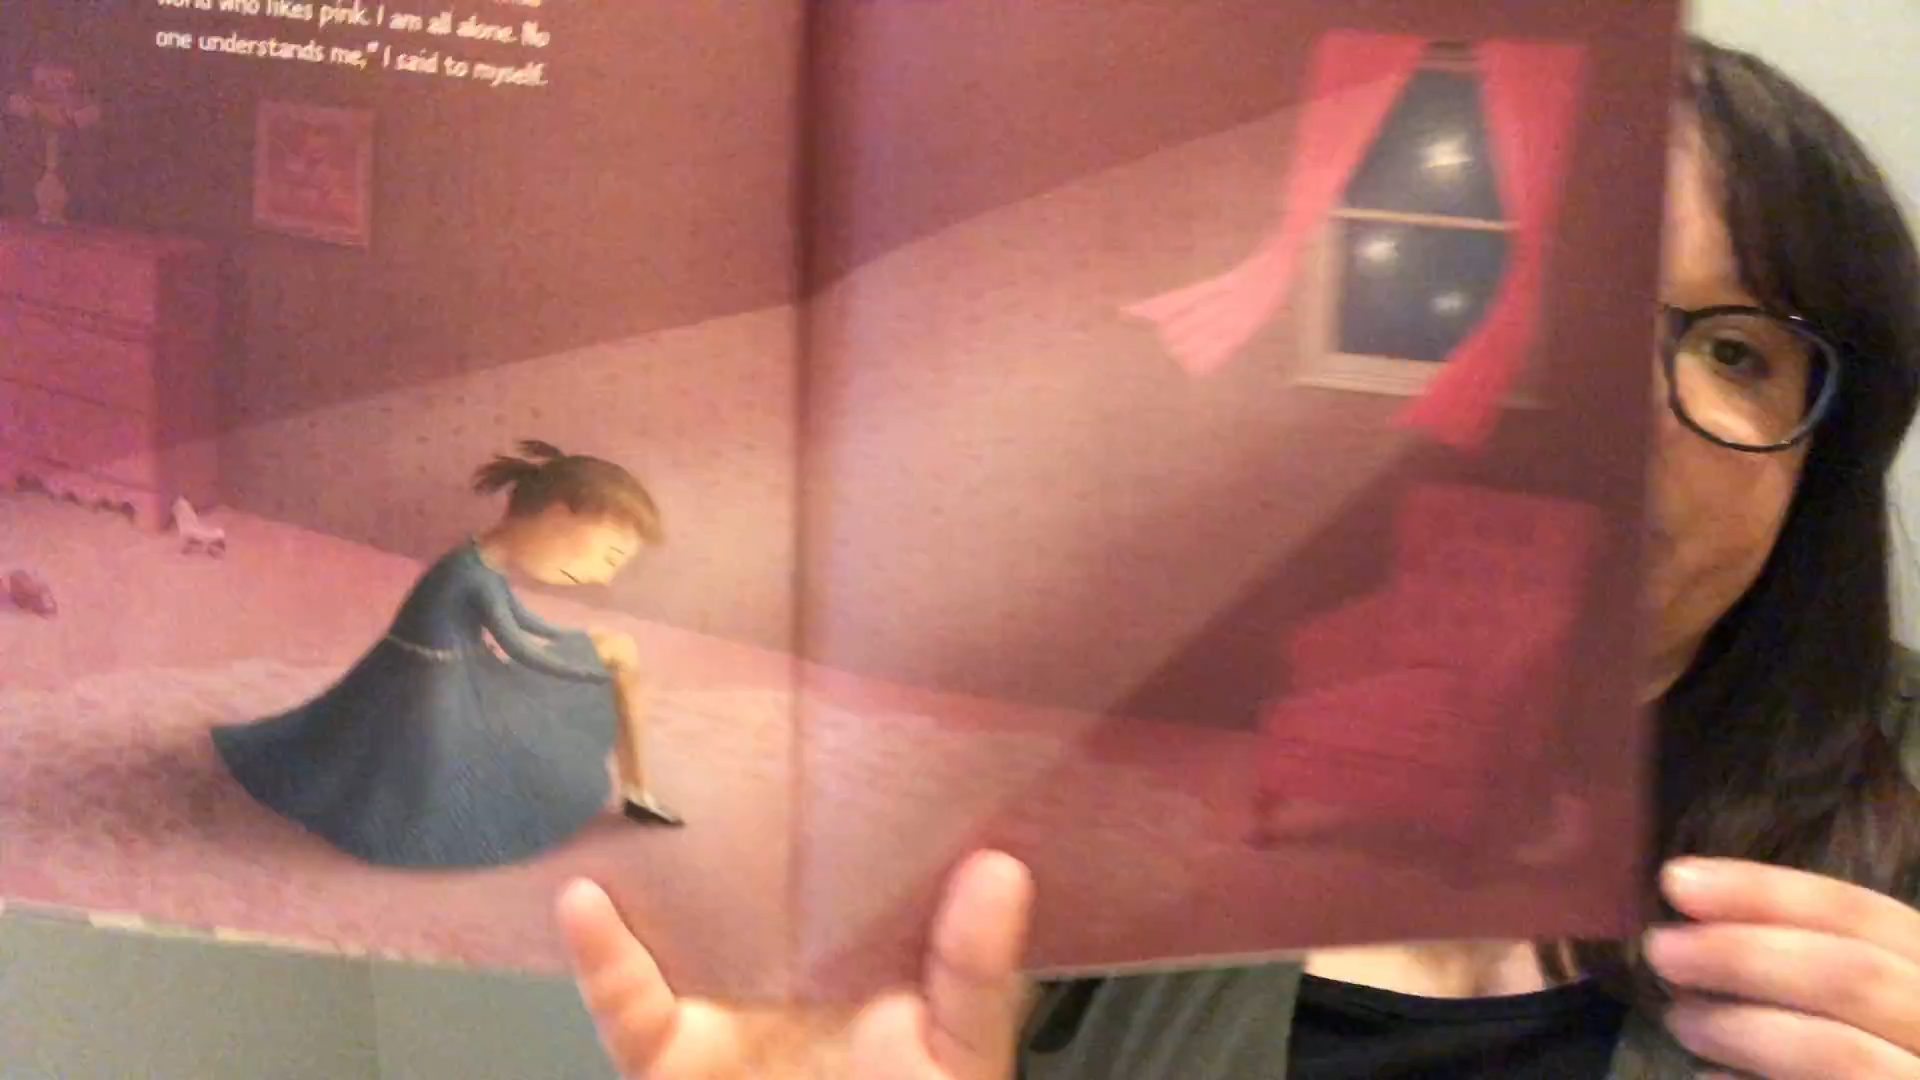 world who likes pink. I am all alone. No
one understands me," I said to myself.